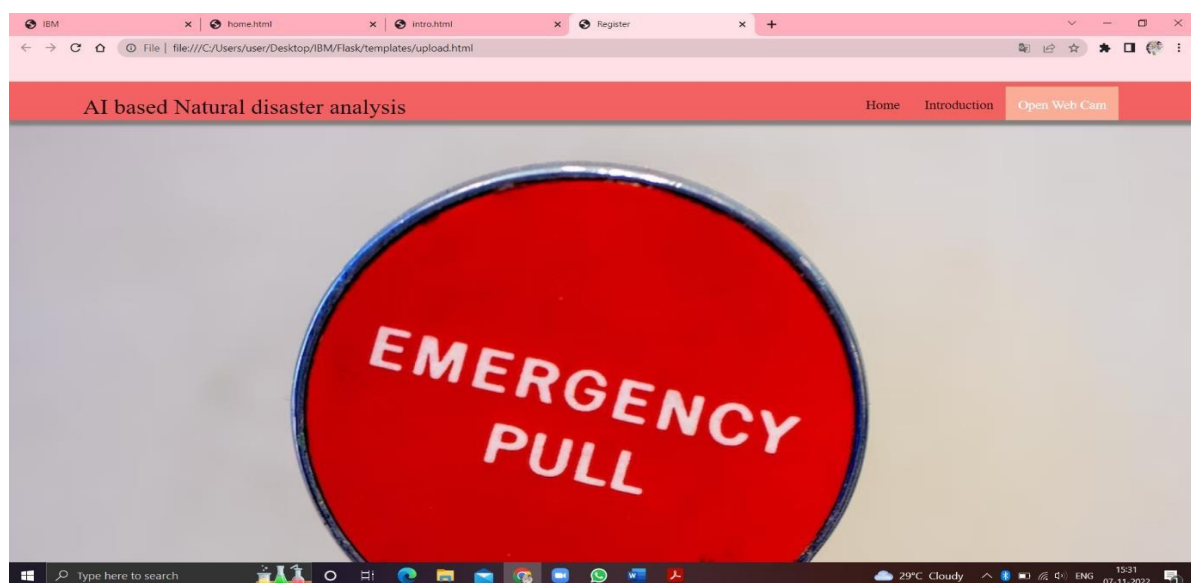 IBM
home.html
intro.html
Register
File | file:///C:/Users/user/Desktop/IBM/Flask/templates/upload.html
AI based Natural disaster analysis
Home Introduction Open Web Cam
EMERGENCY
PULL
Type here to search
29°C Cloudy
ENG
15:31
07-11-2022